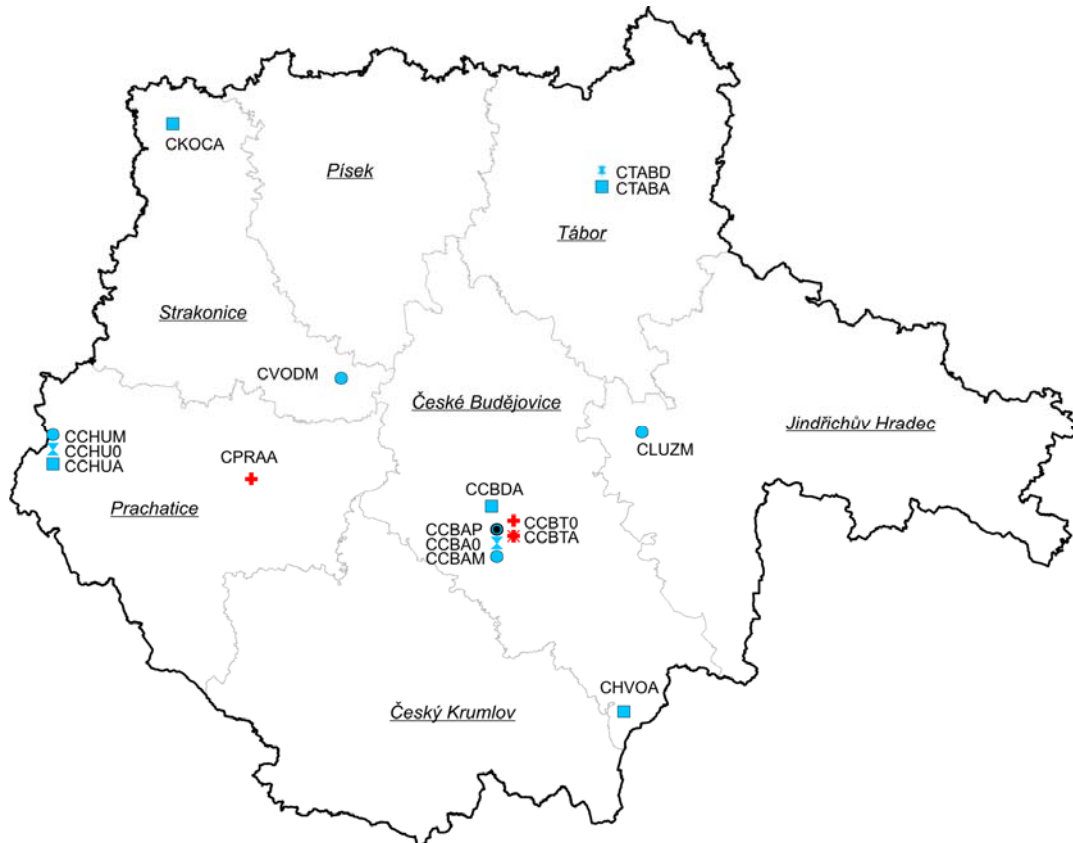 CKOCA
Písek
CTABD
CTABA
Tábor
Strakonice
CVODM
České Budějovice
Jindřichův Hradec
CCHUM
CCHU0
CCHUA
CPRAA
CLUZM
Prachatice
CCBDA
CCBAP
CCBT0
CCBA0
CCBTA
CCBAM
CHVOA
Český Krumlov